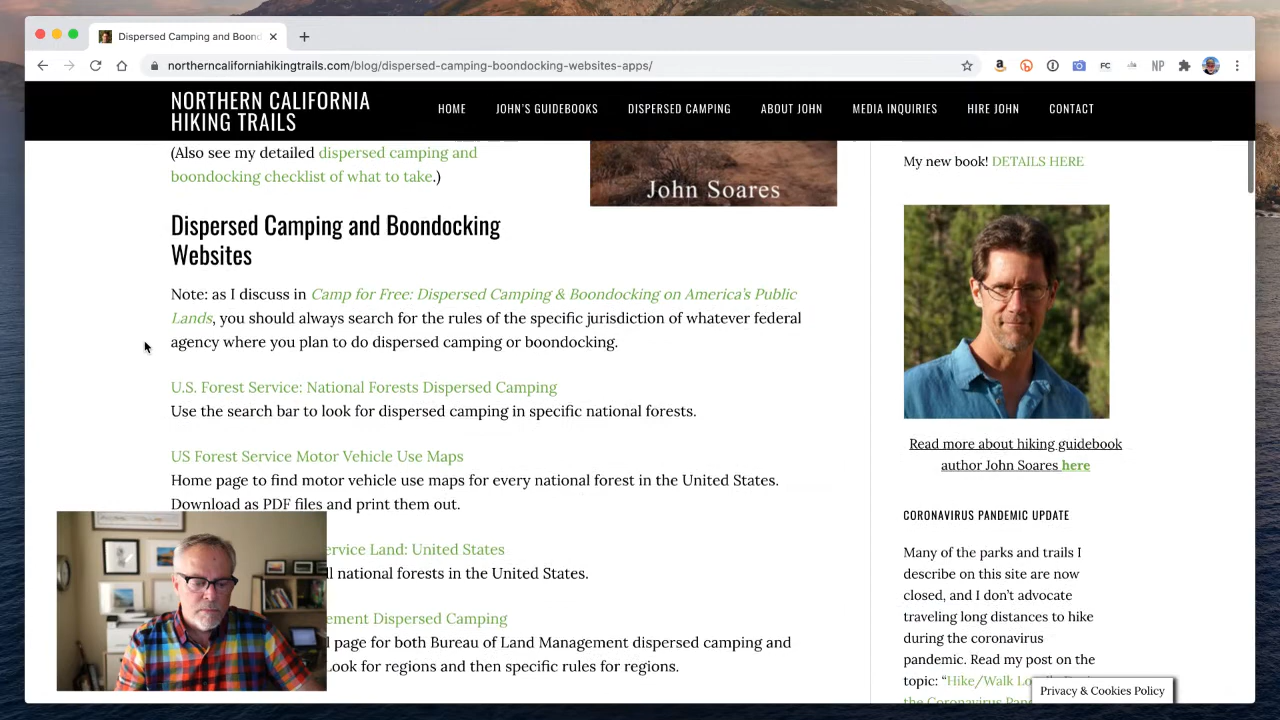 Dispersed Camping and Boond
northerncaliforniahikingtrails.com/blog/dispersed-camping-boondocking-websites-apps/
FC
NP
NORTHERN CALIFORNIA
HIKING TRAILS
HOME
JOHN'S GUIDEBOOKS
DISPERSED CAMPING
ABOUT JOHN
MEDIA INQUIRIES
HIRE JOHN
CONTACT
(Also see my detailed dispersed camping and
boondocking checklist of what to take.)
John Soares
Dispersed Camping and Boondocking
Websites
Note: as I discuss in Camp for Free: Dispersed Camping & Boondocking on America's Public
Lands, you should always search for the rules of the specific jurisdiction of whatever federal
agency where you plan to do dispersed camping or boondocking.
U.S. Forest Service: National Forests Dispersed Camping
Use the search bar to look for dispersed camping in specific national forests.
US Forest Service Motor Vehicle Use Maps
Home page to find motor vehicle use maps for every national forest in the United States.
Download as PDF files and print them out.
ervice Land: United States
national forests in the United States.
ement Dispersed Camping
page for both Bureau of Land Management dispersed camping and
ook for regions and then specific rules for regions.
My new book! DETAILS HERE
Read more about hiking guidebook
author John Soares here
CORONAVIRUS PANDEMIC UPDATE
Many of the parks and trails I
describe on this site are now
closed, and I don't advocate
traveling long distances to hike
during the coronavirus
pandemic. Read my post on the
topic: "Hike/Walk Lo
the Coronavirus Pan
Privacy & Cookies Policy